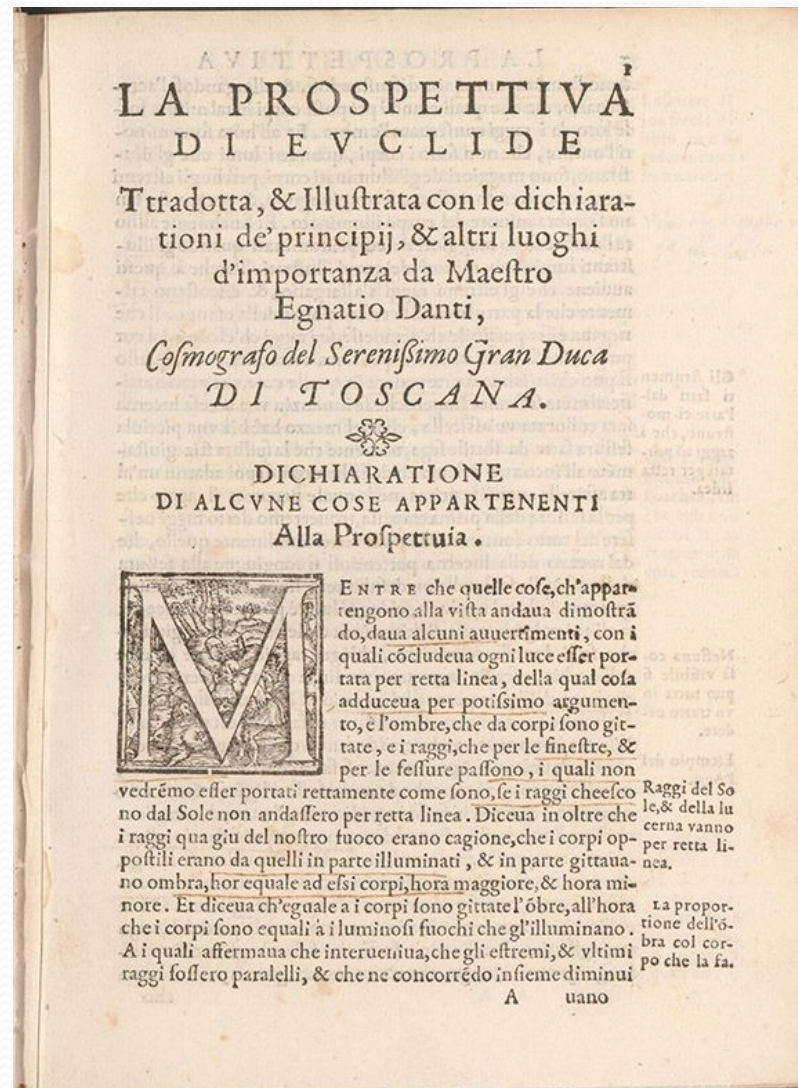 1
LA PROSPETTIVA
DI EVCLIDE
Ttradotta, & Illuſtrata con le dichiara-
tioni de' principij, & altri luoghi
d'importanza da Maeſtro
Egnatio Danti,
Coſmografo del Sereniſſimo Gran Duca
DI TOSCANA.
DICHIARATIONE
DI ALCVNE COSE APPARTENENTI
Alla Proſpettuia.
MENTRE che quelle coſe, ch'appar-
tengono alla viſta andaua dimoſtrā
do, daua alcuni auuertimenti, con i
quali cōcludeua ogni luce eſſer por-
tata per retta linea, della qual coſa
adduceua per potiſsimo argumen-
to, e l'ombre, che da corpi ſono git-
tate, e i raggi, che per le fineſtre, &
per le feſſure paſſono, i quali non
vedrémo eſſer portati rettamente come ſono, ſe i raggi cheeſco
no dal Sole non andaſſero per retta linea. Diceua in oltre che
i raggi qua giu del noſtro fuoco erano cagione, che i corpi op-
poſtili erano da quelli in parte illuminati, & in parte gittaua-
no ombra, hor equale ad eſsi corpi, hora maggiore, & hora mi-
nore. Et diceua ch'eguale a i corpi ſono gittate l'ōbre, all'hora
che i corpi ſono equali à i luminoſi fuochi che gl'illuminano.
A i quali affermaua che interueniua, che gli eſtremi, & vltimi
raggi foſſero paralelli, & che ne concorrēdo inſieme diminui
A uano
Raggi del So
le, & della lu
cerna vanno
per retta li-
nea.
La propor-
tione dell'ō-
bra col cor-
po che la fa.